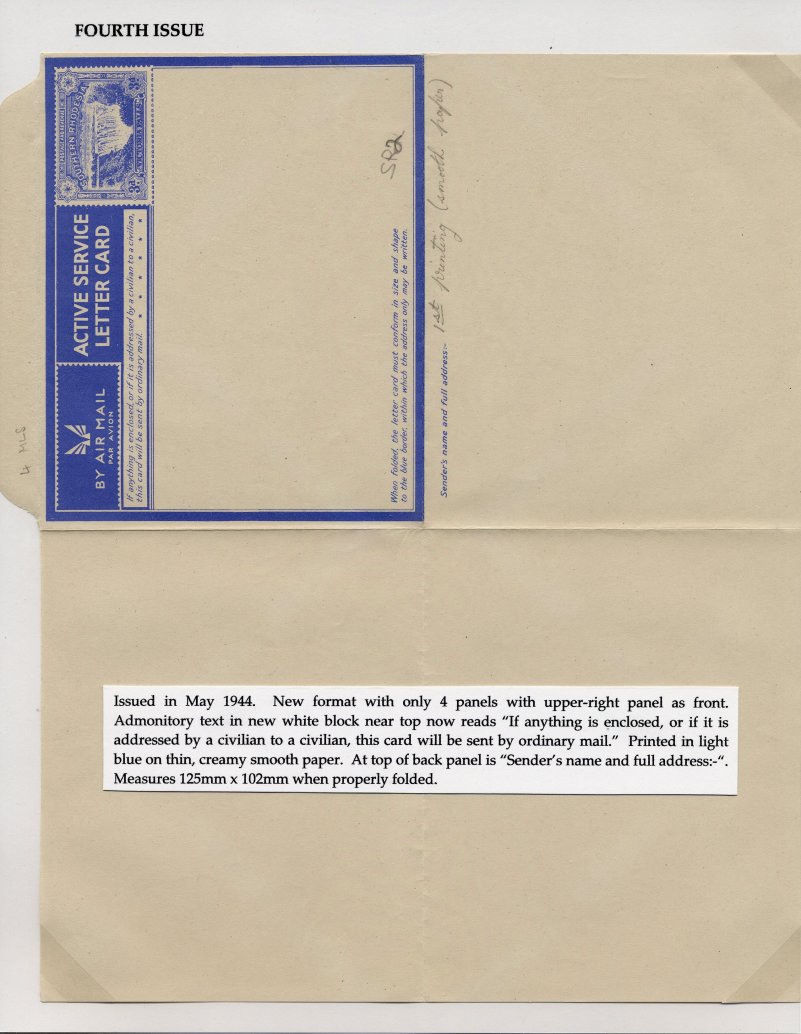 FOURTH ISSUE
SOUTHERN RHODESIA
3d 3d
VICTORIA FALLS
BY AIR MAIL
PAR AVION
ACTIVE SERVICE
LETTER CARD
If anything is enclosed, or if it is addressed by a civilian to a civilian,
this card will be sent by ordinary mail. * * * * * *
SR2
When folded, the letter card must conform in size and shape
to the blue border, within which the address only may be written.
Sender's name and full address:-
1st printing (smooth paper)
4 MLS
Issued in May 1944. New format with only 4 panels with upper-right panel as front.
Admonitory text in new white block near top now reads “If anything is enclosed, or if it is
addressed by a civilian to a civilian, this card will be sent by ordinary mail.” Printed in light
blue on thin, creamy smooth paper. At top of back panel is “Sender’s name and full address:-“.
Measures 125mm x 102mm when properly folded.